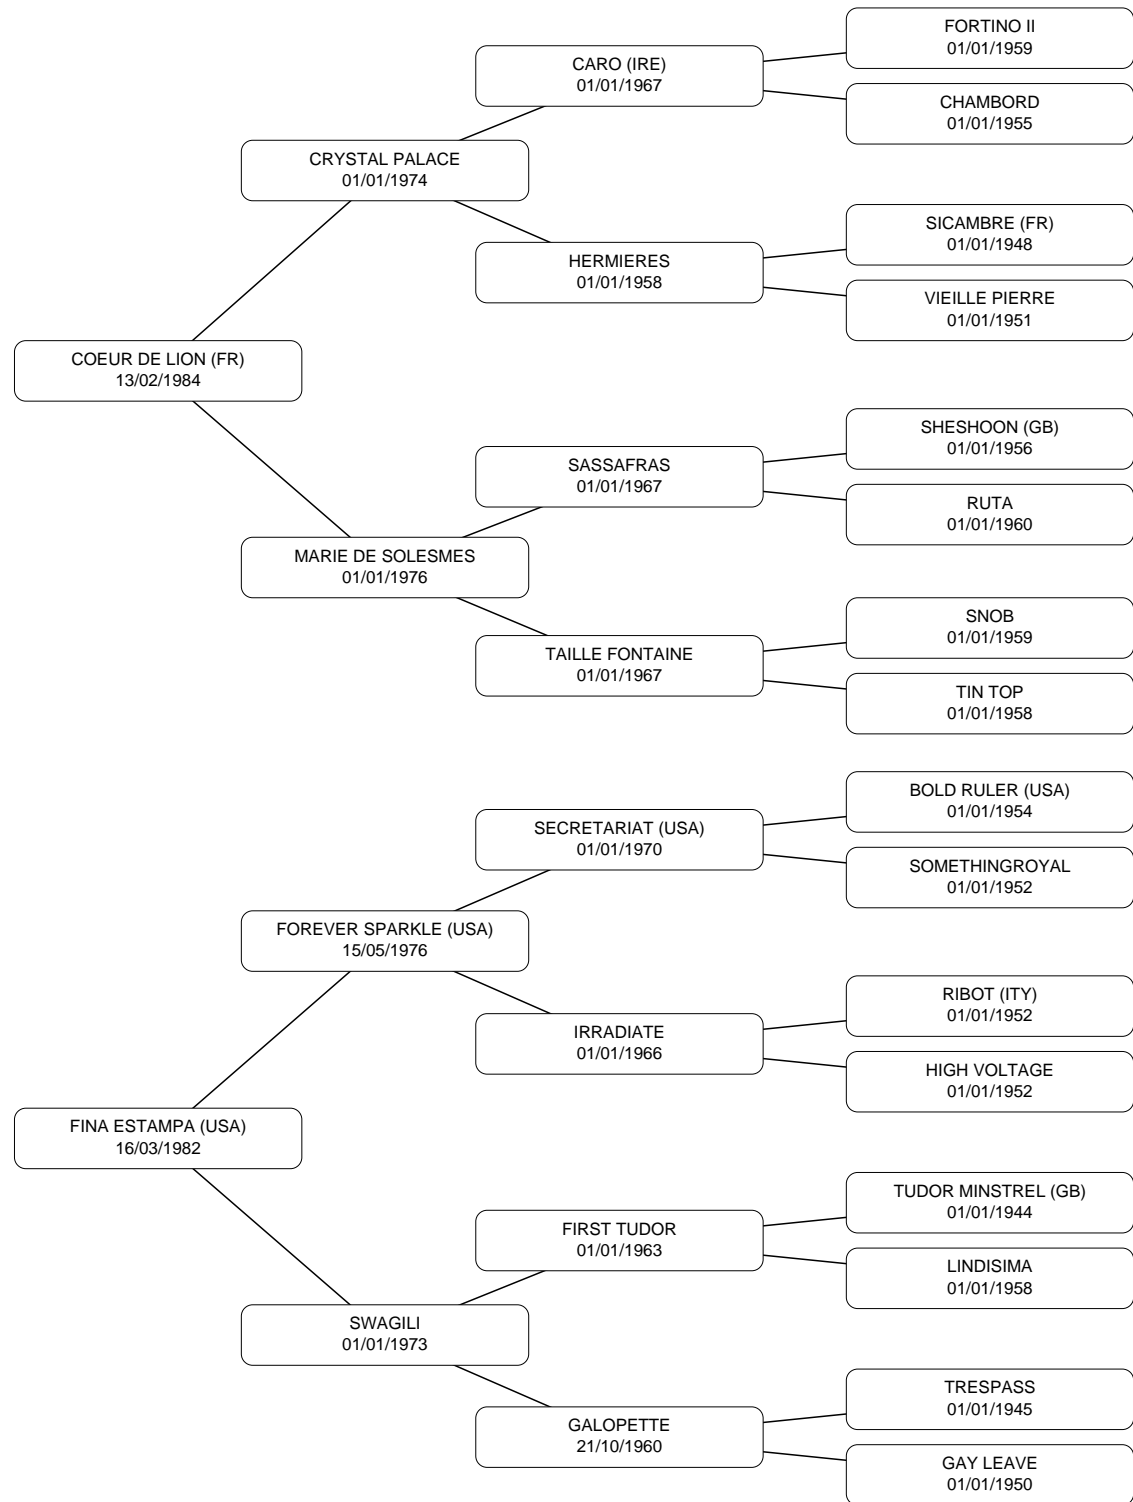 FORTINO II
01/01/1959
CARO (IRE)
01/01/1967
CHAMBORD
01/01/1955
CRYSTAL PALACE
01/01/1974
SICAMBRE (FR)
01/01/1948
HERMIERES
01/01/1958
VIEILLE PIERRE
01/01/1951
COEUR DE LION (FR)
13/02/1984
SHESHOON (GB)
01/01/1956
SASSAFRAS
01/01/1967
RUTA
01/01/1960
MARIE DE SOLESMES
01/01/1976
SNOB
01/01/1959
TAILLE FONTAINE
01/01/1967
TIN TOP
01/01/1958
BOLD RULER (USA)
01/01/1954
SECRETARIAT (USA)
01/01/1970
SOMETHINGROYAL
01/01/1952
FOREVER SPARKLE (USA)
15/05/1976
RIBOT (ITY)
01/01/1952
IRRADIATE
01/01/1966
HIGH VOLTAGE
01/01/1952
FINA ESTAMPA (USA)
16/03/1982
TUDOR MINSTREL (GB)
01/01/1944
FIRST TUDOR
01/01/1963
LINDISIMA
01/01/1958
SWAGILI
01/01/1973
TRESPASS
01/01/1945
GALOPETTE
21/10/1960
GAY LEAVE
01/01/1950